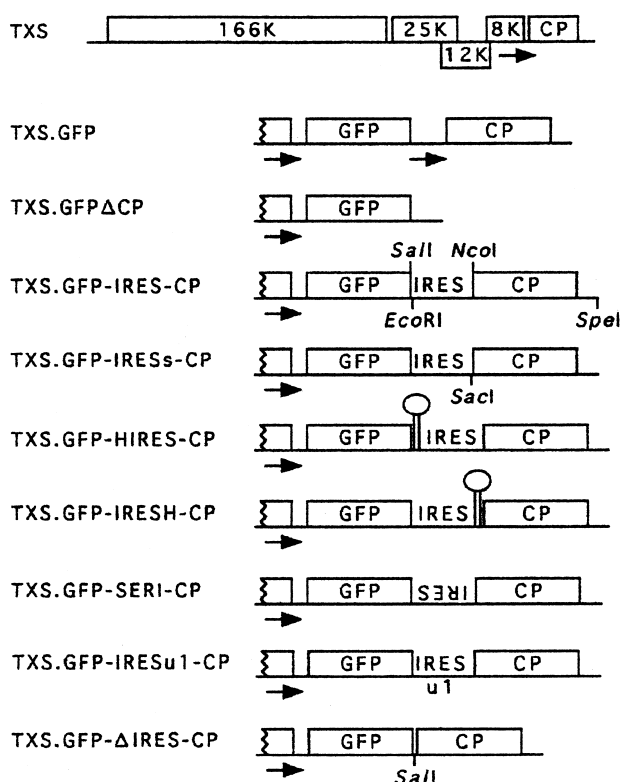 TXS 166K 25K 8K CP
12K
TXS.GFP GFP CP
TXS.GFPΔCP GFP
SalI NcoI
TXS.GFP-IRES-CP GFP IRES CP
EcoRI SpeI
TXS.GFP-IRESs-CP GFP IRES CP
SacI
TXS.GFP-HIRES-CP GFP IRES CP
TXS.GFP-IRESH-CP GFP IRES CP
TXS.GFP-SERI-CP GFP IRES CP
TXS.GFP-IRESu1-CP GFP IRES CP
u1
TXS.GFP-ΔIRES-CP GFP CP
SalI